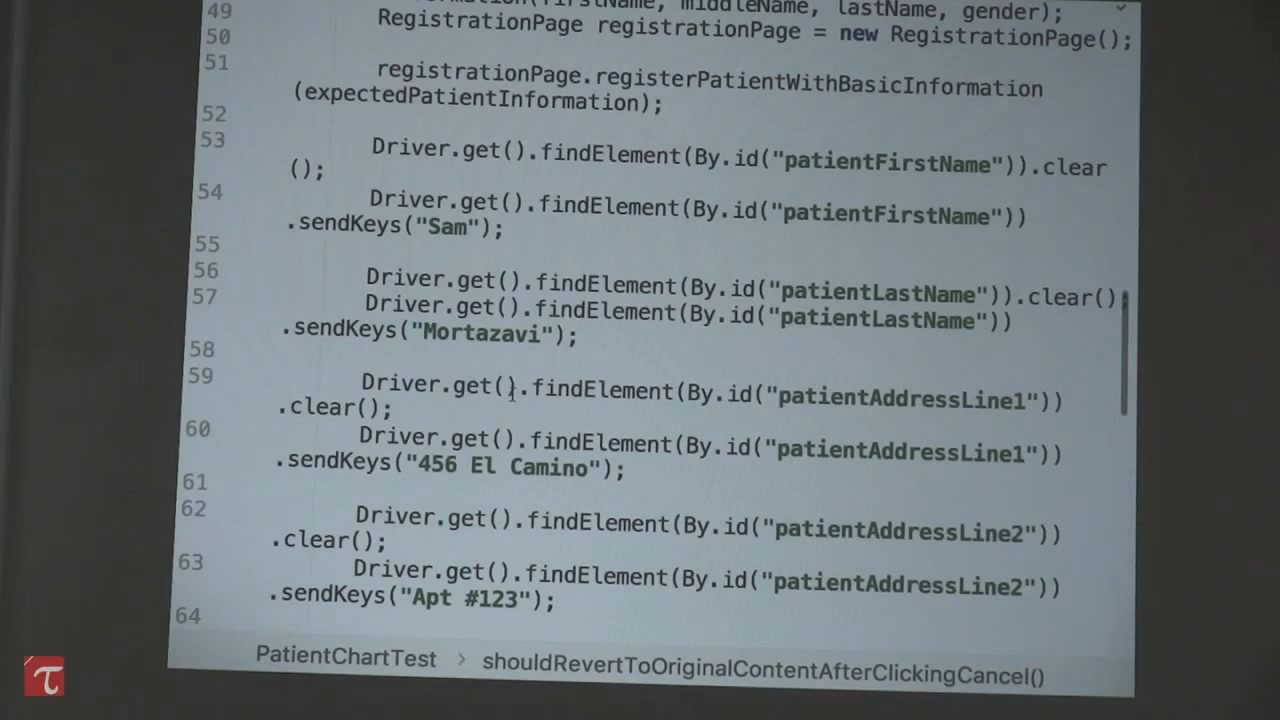 49
middleName, lastName, gender);
50 RegistrationPage registrationPage = new RegistrationPage();
51 registrationPage.registerPatientWithBasicInformation
(expectedPatientInformation);
52
53 Driver.get().findElement(By.id("patientFirstName")).clear
();
54 Driver.get().findElement(By.id("patientFirstName"))
.sendKeys("Sam");
55
56 Driver.get().findElement(By.id("patientLastName")).clear();
57 Driver.get().findElement(By.id("patientLastName"))
.sendKeys("Mortazavi");
58
59 Driver.get().findElement(By.id("patientAddressLine1"))
.clear();
60 Driver.get().findElement(By.id("patientAddressLine1"))
.sendKeys("456 El Camino");
61
62 Driver.get().findElement(By.id("patientAddressLine2"))
.clear();
63 Driver.get().findElement(By.id("patientAddressLine2"))
.sendKeys("Apt #123");
64
PatientChartTest > shouldRevertToOriginalContentAfterClickingCancel()
τ